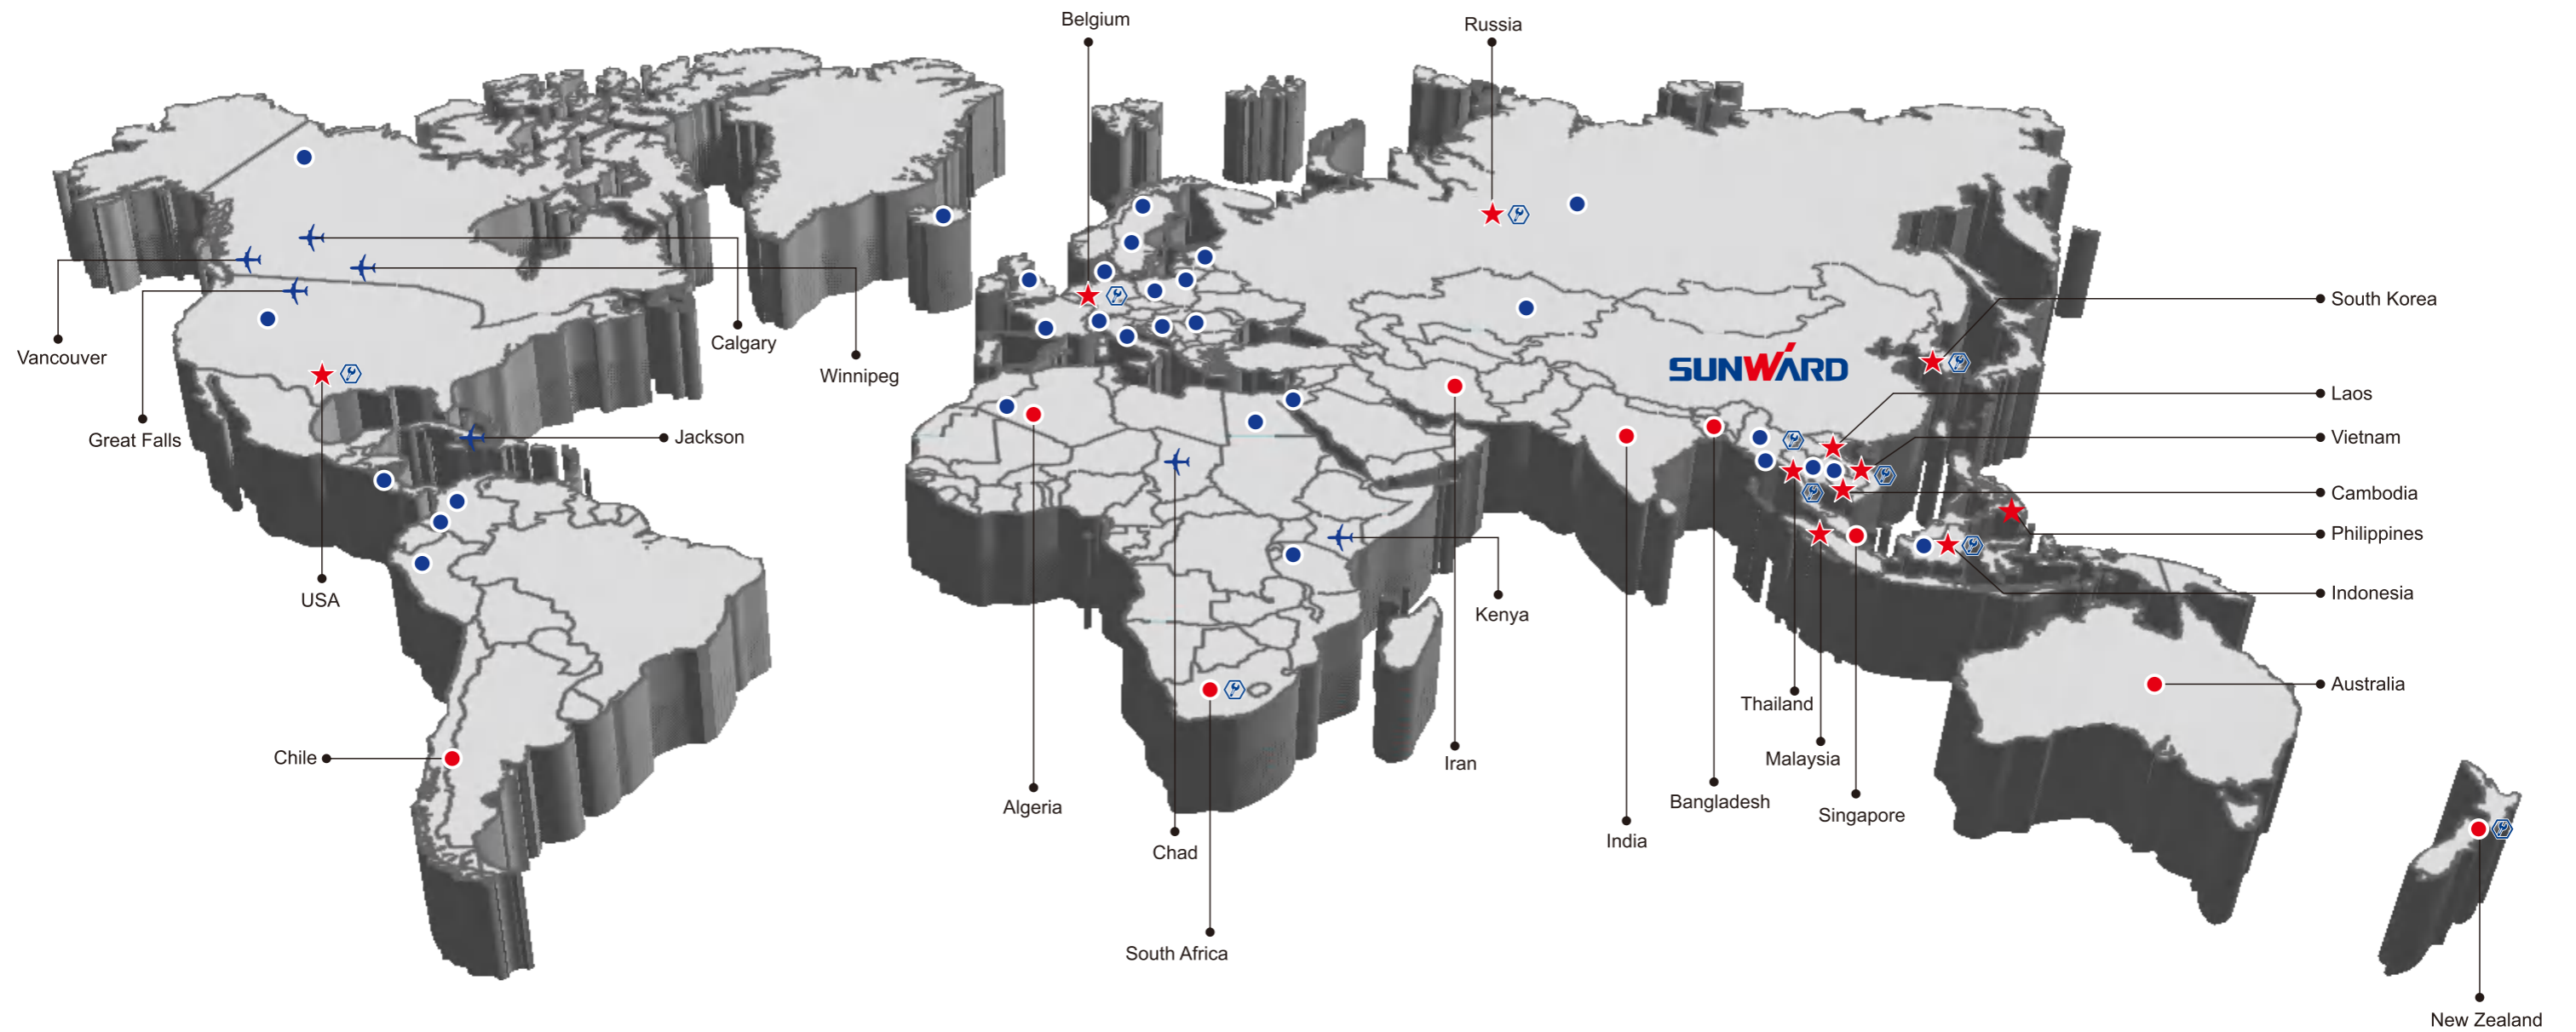 Belgium
Russia
South Korea
Vancouver
Calgary
Winnipeg
SUNWARD
Laos
Great Falls
Jackson
Vietnam
Cambodia
Philippines
USA
Kenya
Indonesia
Australia
Thailand
Chile
Malaysia
Iran
Algeria
Bangladesh
Singapore
Chad
India
South Africa
New Zealand